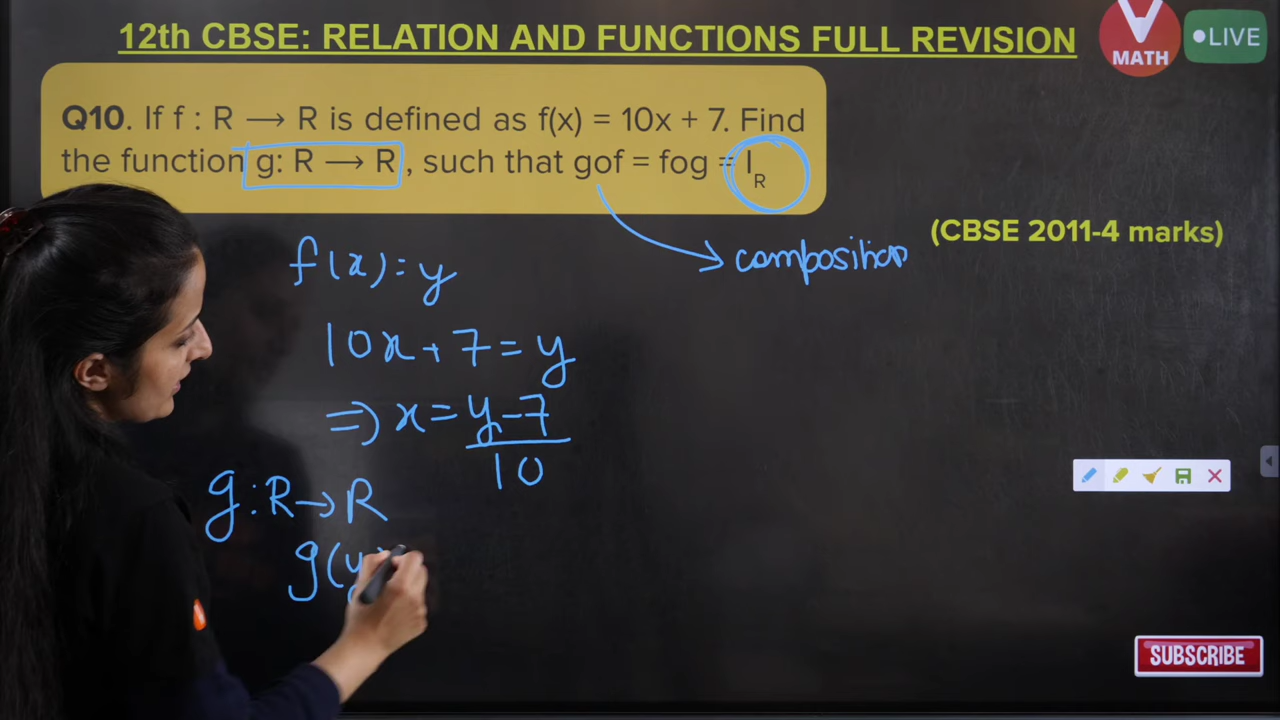 12th CBSE: RELATION AND FUNCTIONS FULL REVISION
V
MATH
•LIVE
Q10. If f : R → R is defined as f(x) = 10x + 7. Find
the function g: R → R , such that gof = fog = I_R
(CBSE 2011-4 marks)
composition
f(x) = y
10x + 7 = y
⇒ x = y - 7
10
g : R → R
g(y)
SUBSCRIBE